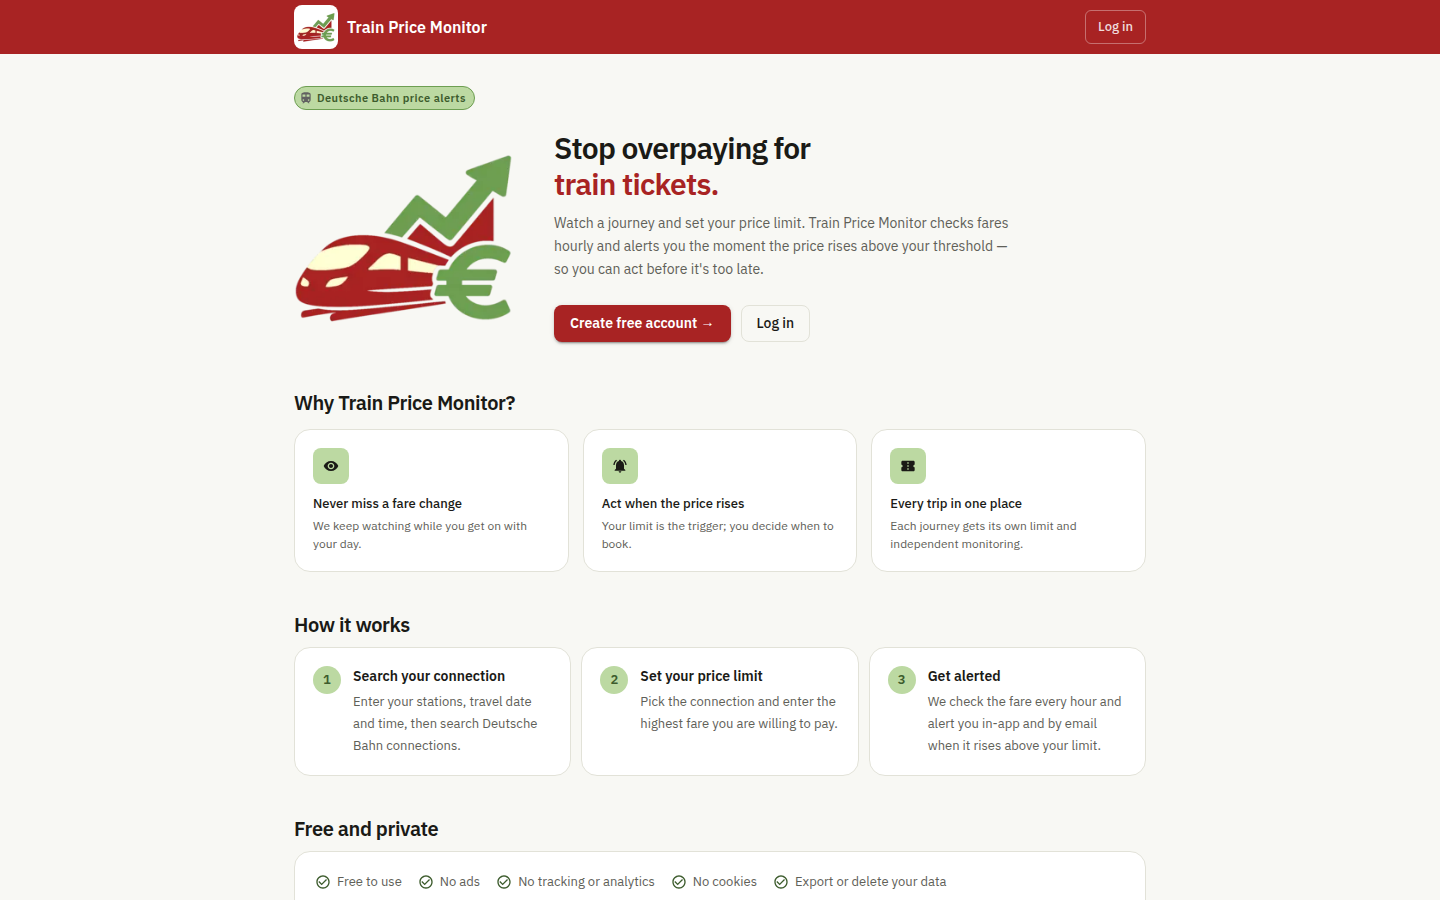 Train Price Monitor
Log in
Deutsche Bahn price alerts
Stop overpaying for
train tickets.
Watch a journey and set your price limit. Train Price Monitor checks fares
hourly and alerts you the moment the price rises above your threshold —
so you can act before it's too late.
Create free account →
Log in
Why Train Price Monitor?
Never miss a fare change
We keep watching while you get on with
your day.
Act when the price rises
Your limit is the trigger; you decide when to
book.
Every trip in one place
Each journey gets its own limit and
independent monitoring.
How it works
1
Search your connection
Enter your stations, travel date
and time, then search Deutsche
Bahn connections.
2
Set your price limit
Pick the connection and enter the
highest fare you are willing to pay.
3
Get alerted
We check the fare every hour and
alert you in-app and by email
when it rises above your limit.
Free and private
Free to use
No ads
No tracking or analytics
No cookies
Export or delete your data